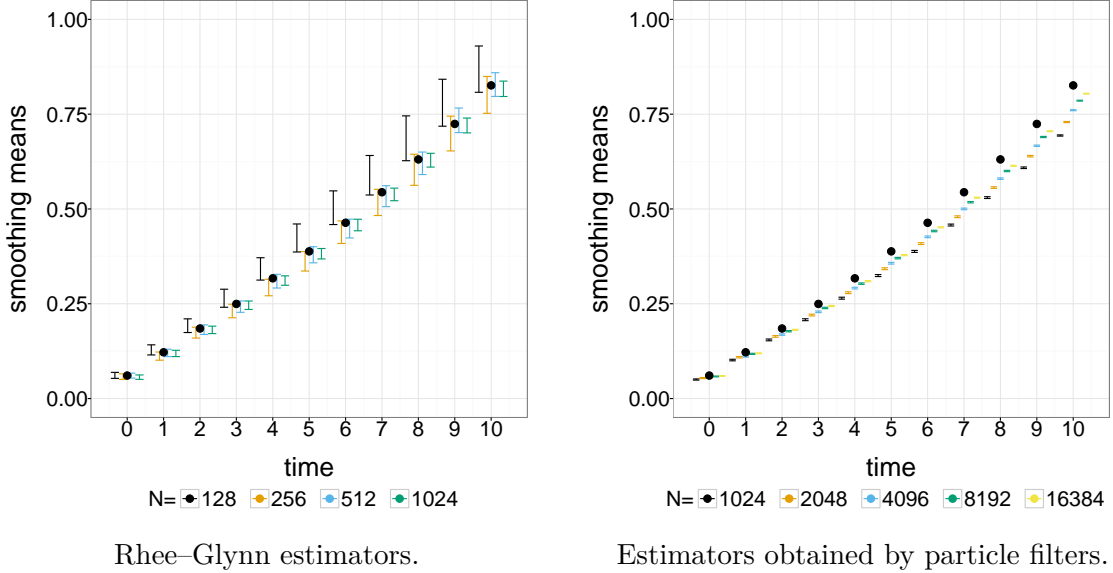 1.00
0.75
0.50
0.25
0.00
smoothing means
0 1 2 3 4 5 6 7 8 9 10
time
N= 128 256 512 1024
Rhee–Glynn estimators.
1.00
0.75
0.50
0.25
0.00
smoothing means
0 1 2 3 4 5 6 7 8 9 10
time
N= 1024 2048 4096 8192 16384
Estimators obtained by particle filters.